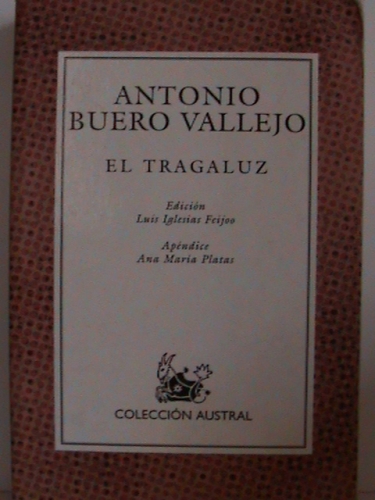 ANTONIO
BUERO VALLEJO
EL TRAGALUZ
Edición
Luis Iglesias Feijoo
Apéndice
Ana María Platas
COLECCIÓN AUSTRAL